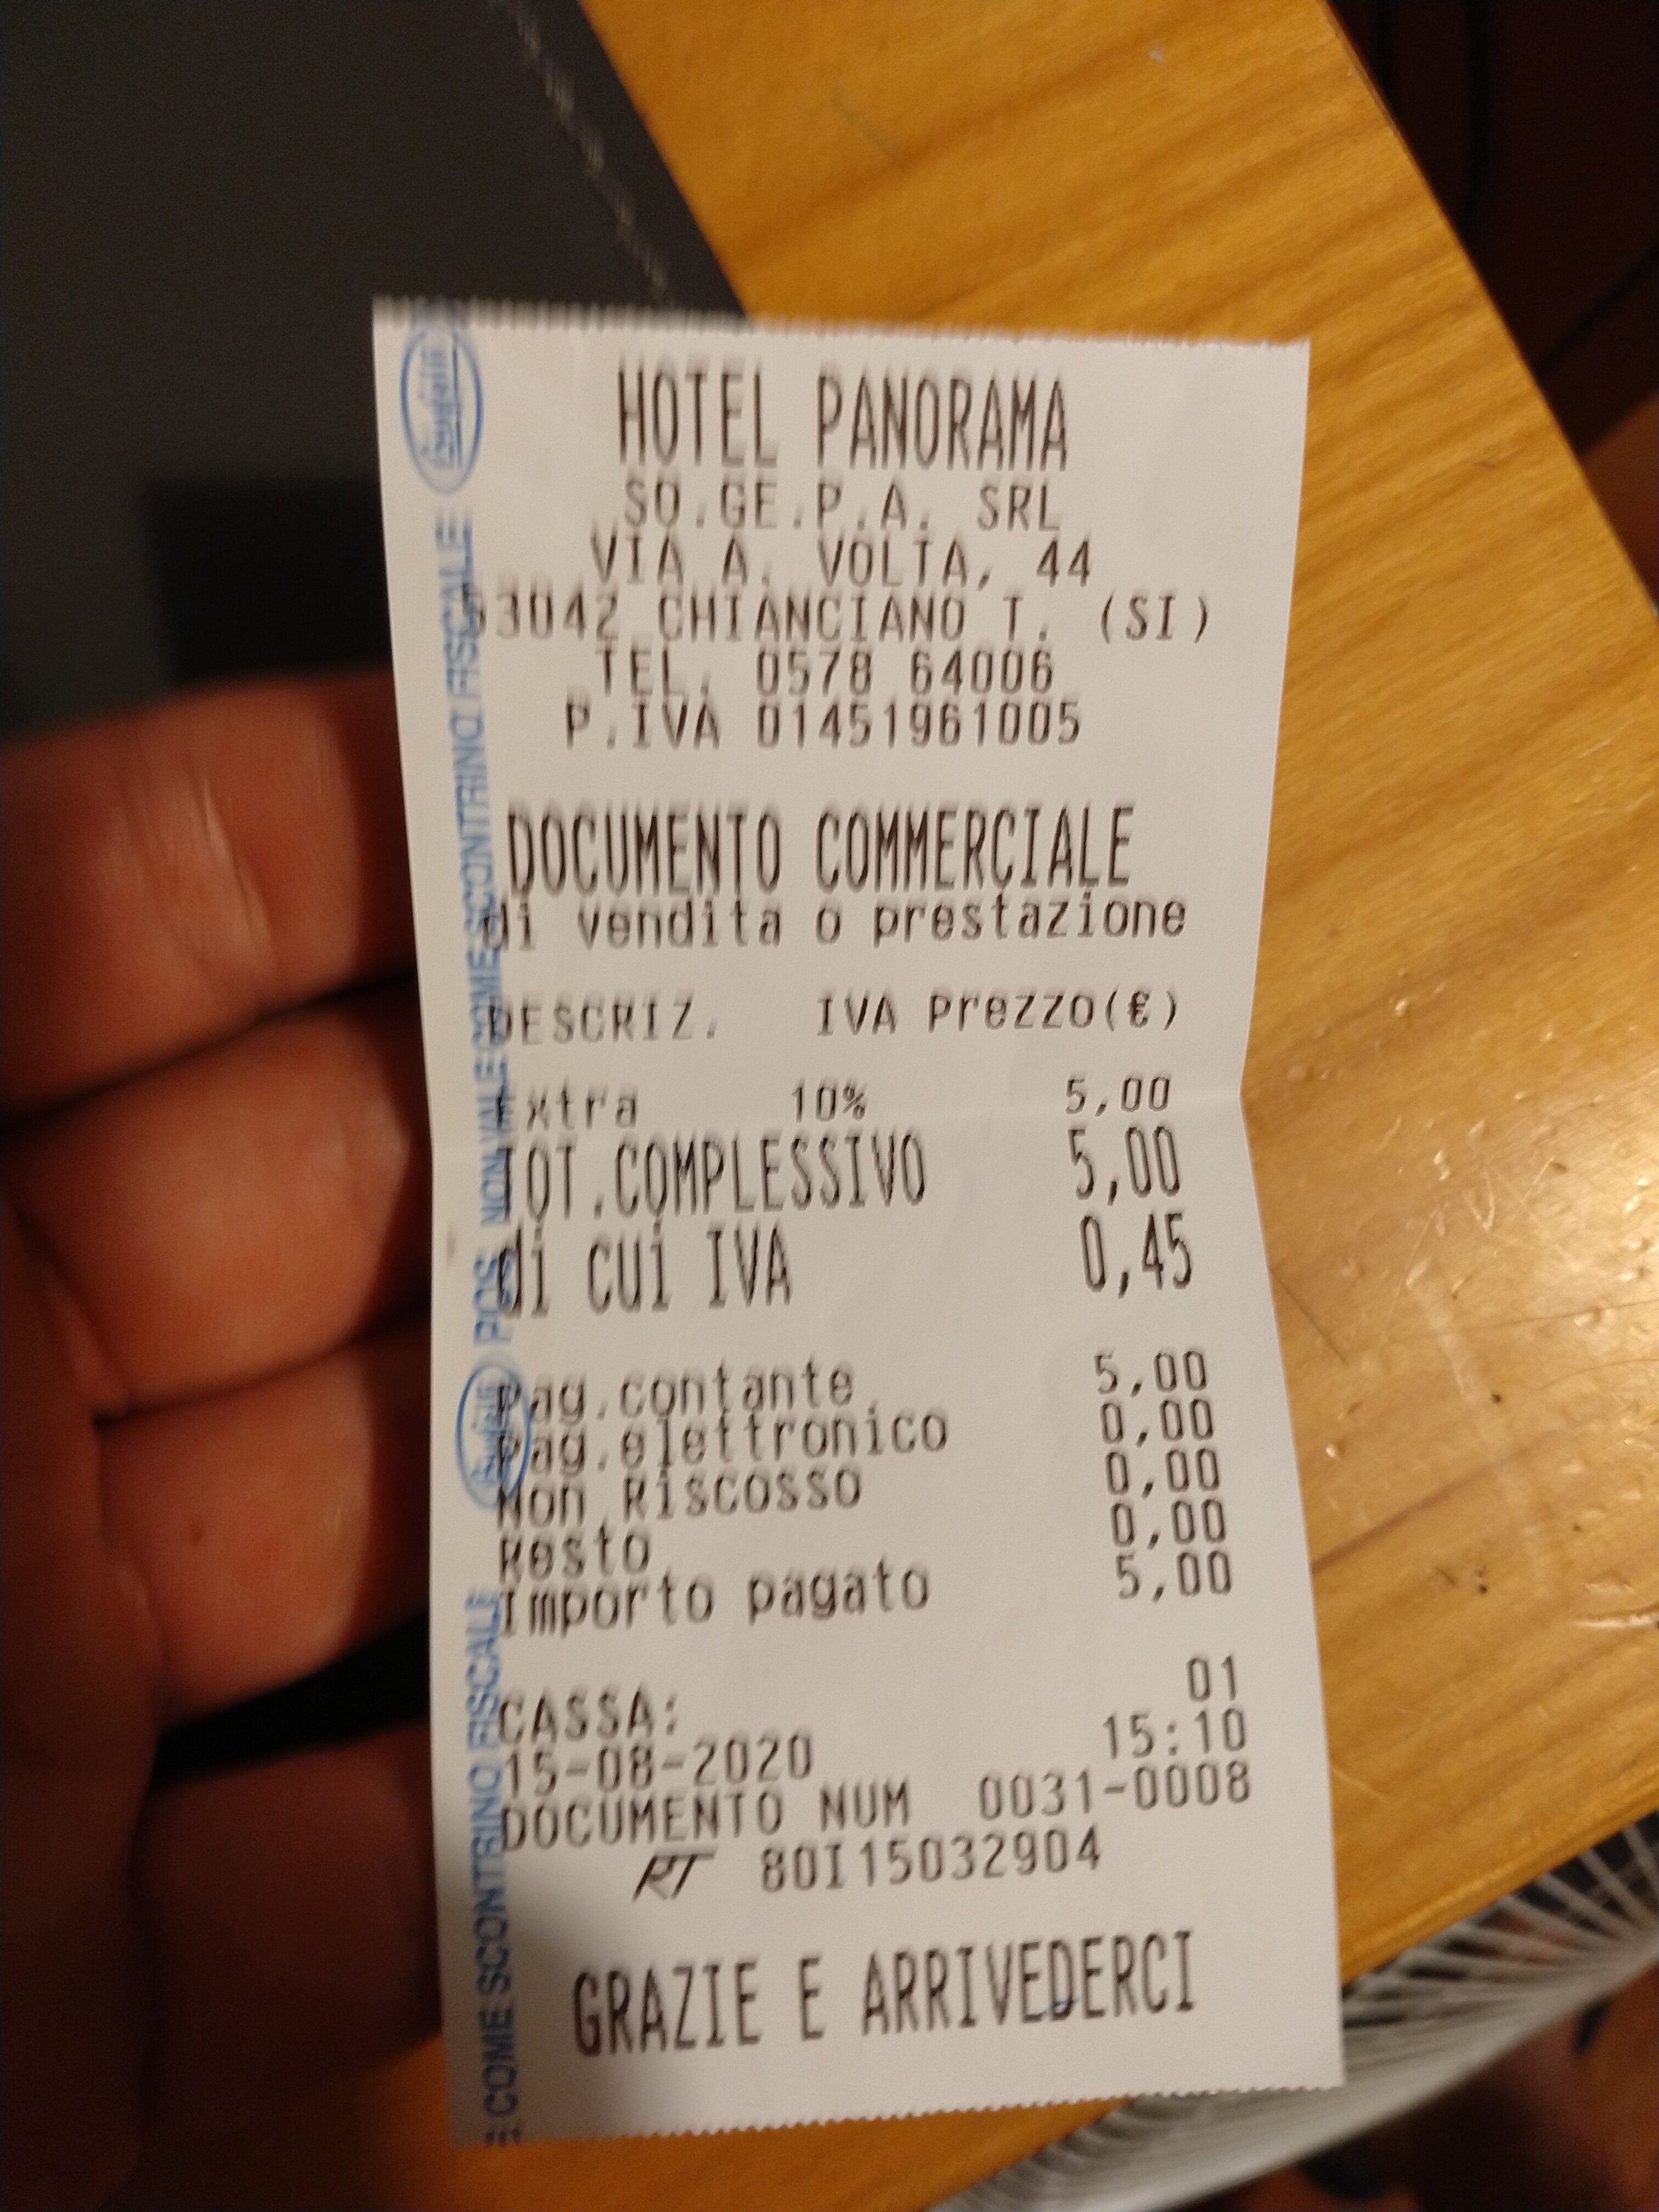 HOTEL PANORAMA
SO.GE.P.A. SRL
VIA A. VOLTA, 44
53042 CHIANCIANO T. (SI)
TEL. 0578 64006
P.IVA 01451961005
DOCUMENTO COMMERCIALE
di vendita o prestazione
DESCRIZ. IVA Prezzo(€)
Extra 10% 5,00
TOT.COMPLESSIVO 5,00
di cui IVA 0,45
Pag.contante 5,00
Pag.elettronico 0,00
Non Riscosso 0,00
Resto 0,00
Importo pagato 5,00
CASSA: 01
15-08-2020 15:10
DOCUMENTO NUM 0031-0008
RT 80I15032904
GRAZIE E ARRIVEDERCI
COME SCONTRINO FISCALE
POS NON VALE COME SCONTRINO FISCALE